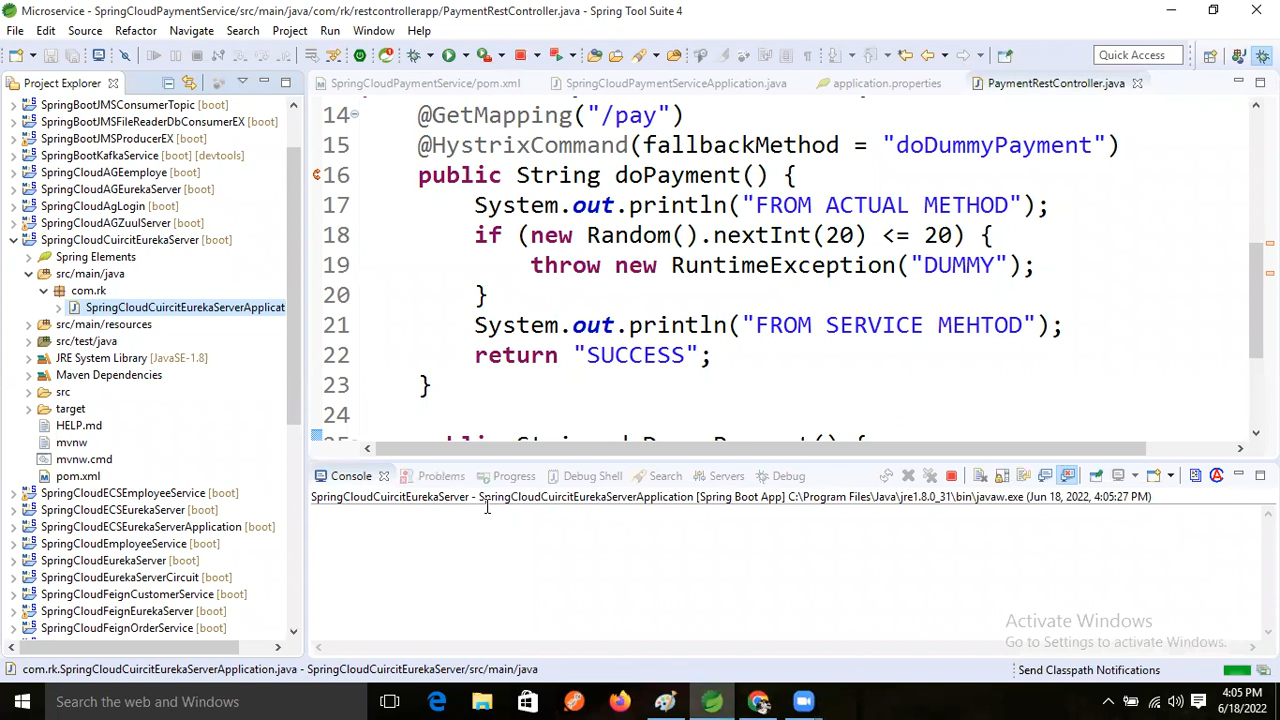 Microservice - SpringCloudPaymentService/src/main/java/com/rk/restcontrollerapp/PaymentRestController.java - Spring Tool Suite 4
File Edit Source Refactor Navigate Search Project Run Window Help
Quick Access
Project Explorer
SpringCloudPaymentService/pom.xml
SpringCloudPaymentServiceApplication.java
application.properties
PaymentRestController.java
SpringBootJMSConsumerTopic [boot]
SpringBootJMSFileReaderDbConsumerEX [boot]
SpringBootJMSProducerEX [boot]
SpringBootKafkaService [boot] [devtools]
SpringCloudAGEemploye [boot]
SpringCloudAGEurekaServer [boot]
SpringCloudAgLogin [boot]
SpringCloudAGZuulServer [boot]
SpringCloudCuircitEurekaServer [boot]
Spring Elements
src/main/java
com.rk
SpringCloudCuircitEurekaServerApplicat
src/main/resources
src/test/java
JRE System Library [JavaSE-1.8]
Maven Dependencies
src
target
HELP.md
mvnw
mvnw.cmd
pom.xml
SpringCloudECSEmployeeService [boot]
SpringCloudECSEurekaServer [boot]
SpringCloudECSEurekaServerApplication [boot]
SpringCloudEmployeeService [boot]
SpringCloudEurekaServer [boot]
SpringCloudEurekaServerCircuit [boot]
SpringCloudFeignCustomerService [boot]
SpringCloudFeignEurekaServer [boot]
SpringCloudFeignOrderService [boot]
14 @GetMapping("/pay")
15 @HystrixCommand(fallbackMethod = "doDummyPayment")
16 public String doPayment() {
17 System.out.println("FROM ACTUAL METHOD");
18 if (new Random().nextInt(20) <= 20) {
19 throw new RuntimeException("DUMMY");
20 }
21 System.out.println("FROM SERVICE MEHTOD");
22 return "SUCCESS";
23 }
24
Console Problems Progress Debug Shell Search Servers Debug
SpringCloudCuircitEurekaServer - SpringCloudCuircitEurekaServerApplication [Spring Boot App] C:\Program Files\Java\jre1.8.0_31\bin\javaw.exe (Jun 18, 2022, 4:05:27 PM)
Activate Windows
Go to Settings to activate Windows.
com.rk.SpringCloudCuircitEurekaServerApplication.java - SpringCloudCuircitEurekaServer/src/main/java
Send Classpath Notifications
Search the web and Windows
4:05 PM
6/18/2022